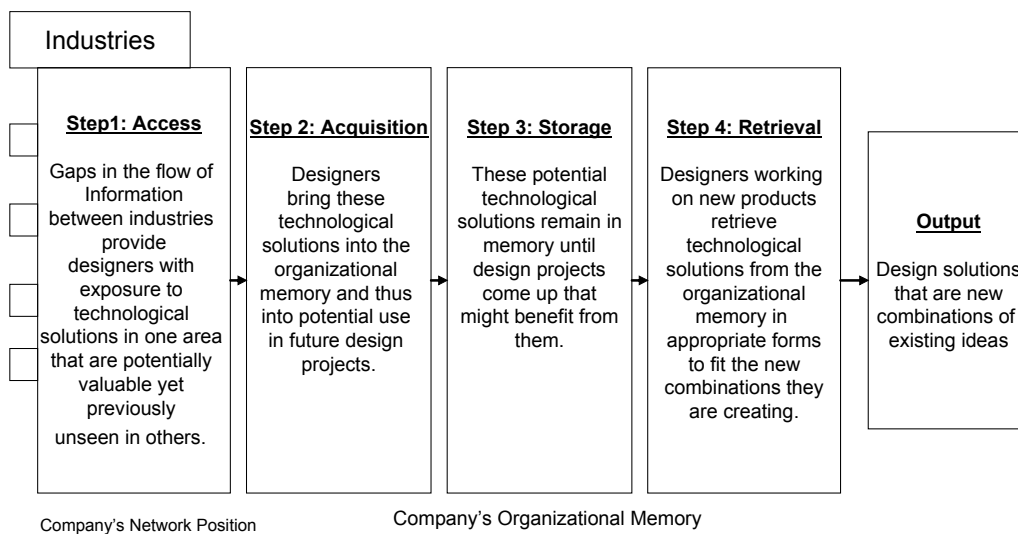 Industries
Step1: Access
Gaps in the flow of
Information
between industries
provide
designers with
exposure to
technological
solutions in one area
that are potentially
valuable yet
previously
unseen in others.
Step 2: Acquisition
Designers
bring these
technological
solutions into the
organizational
memory and thus
into potential use
in future design
projects.
Step 3: Storage
These potential
technological
solutions remain in
memory until
design projects
come up that
might benefit from
them.
Step 4: Retrieval
Designers working
on new products
retrieve
technological
solutions from the
organizational
memory in
appropriate forms
to fit the new
combinations they
are creating.
Output
Design solutions
that are new
combinations of
existing ideas
Company's Network Position
Company's Organizational Memory